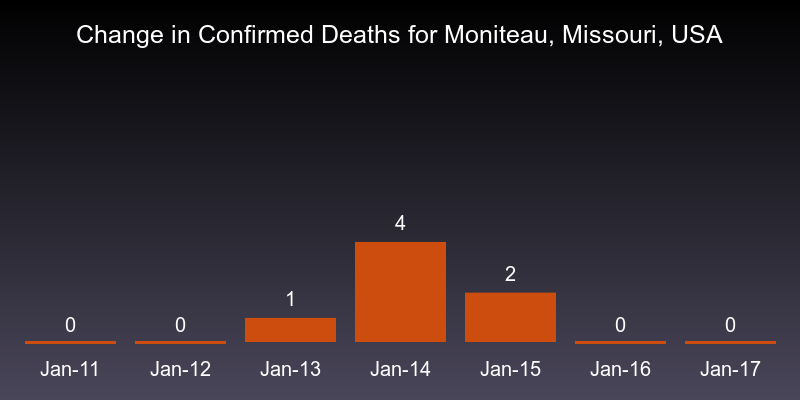 Change in Confirmed Deaths for Moniteau, Missouri, USA
4
2
1
0 0 0 0
Jan-11 Jan-12 Jan-13 Jan-14 Jan-15 Jan-16 Jan-17